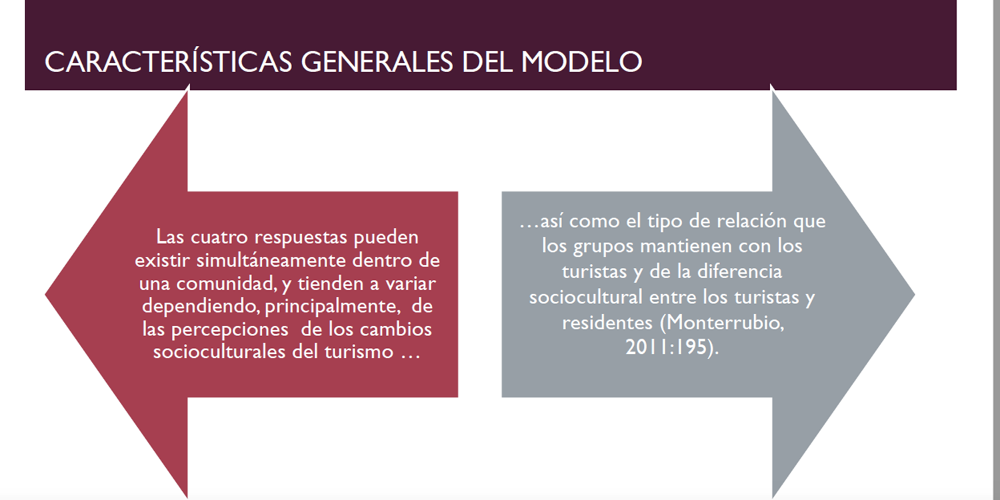 CARACTERÍSTICAS GENERALES DEL MODELO
Las cuatro respuestas pueden
existir simultáneamente dentro de
una comunidad, y tienden a variar
dependiendo, principalmente,  de
las percepciones  de los cambios
socioculturales del turismo …
…así como el tipo de relación que
los grupos mantienen con los
turistas y de la diferencia
sociocultural entre los turistas y
residentes (Monterrubio,
2011:195).